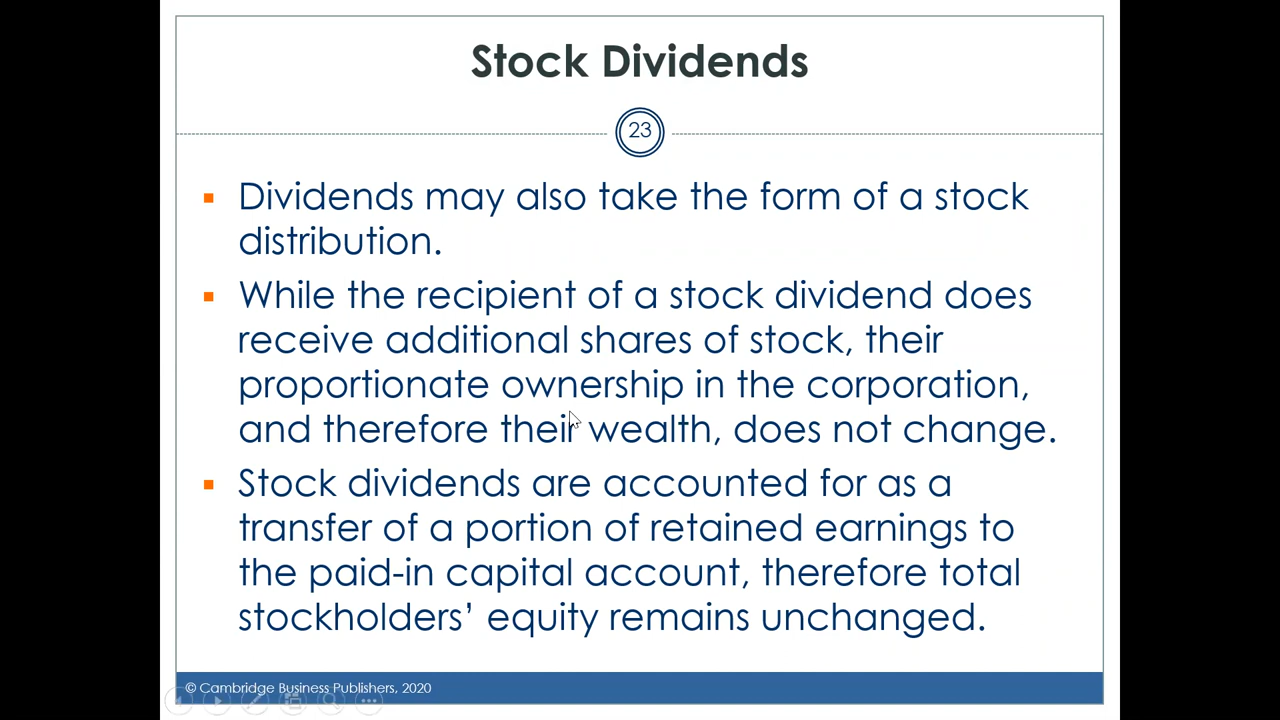 Stock Dividends
23
▪ Dividends may also take the form of a stock
distribution.
▪ While the recipient of a stock dividend does
receive additional shares of stock, their
proportionate ownership in the corporation,
and therefore their wealth, does not change.
▪ Stock dividends are accounted for as a
transfer of a portion of retained earnings to
the paid-in capital account, therefore total
stockholders’ equity remains unchanged.
© Cambridge Business Publishers, 2020